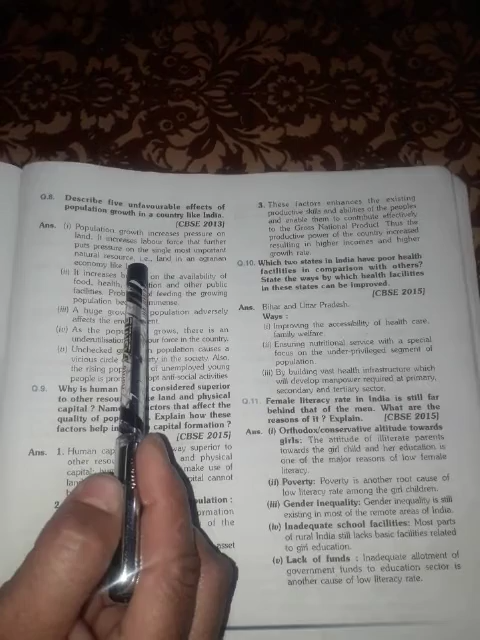 Q.8. Describe five unfavourable effects of
population growth in a country like India.
[CBSE 2013]
Ans. (i) Population growth increases pressure on
land. It increases labour force that further
puts pressure on the single most important
natural resource, i.e., land in an agrarian
economy like
(ii) It increases on the availability of
food, health, tion and other public
facilities. of feeding the growing
population immense.
(iii) A huge population adversely
affects the
(iv) As the grows, there is an
underutilisation our force in the country.
(v) Unchecked population causes a
vicious in the society. Also,
the rising unemployed young
people is anti-social activities
Q.9. Why is human considered superior
to other land and physical
capital? that affect the
quality of Explain how these
factors help capital formation?
[CBSE 2015]
Ans. 1. Human way superior to
other and physical
capital; make use of
cannot
2.
of the
asset
3. These factors enhances the existing
productive skills and abilities of the peoples
and enable them to contribute effectively
to the Gross National Product. Thus the
productive power of the country increased
resulting in higher incomes and higher
growth rate.
Q.10. Which two states in India have poor health
facilities in comparison with others?
State the ways by which health facilities
in these states can be improved.
[CBSE 2015]
Ans. Bihar and Uttar Pradesh.
Ways :
(i) Improving the accessibility of health care,
family welfare.
(ii) Ensuring nutritional service with a special
focus on the under-privileged segment of
population.
(iii) By building vast health infrastructure which
will develop manpower required at primary,
secondary and tertiary sector.
Q.11. Female literacy rate in India is still far
behind that of the men. What are the
reasons of it? Explain. [CBSE 2015]
Ans. (i) Orthodox/conservative altitude towards
girls: The attitude of illiterate parents
towards the girl child and her education is
one of the major reasons of low female
literacy.
(ii) Poverty: Poverty is another root cause of
low literacy rate among the girl children.
(iii) Gender inequality: Gender inequality is still
existing in most of the remote areas of India.
(iv) Inadequate school facilities: Most parts
of rural India still lacks basic facilities related
to girl education.
(v) Lack of funds : Inadequate allotment of
government funds to education sector is
another cause of low literacy rate.